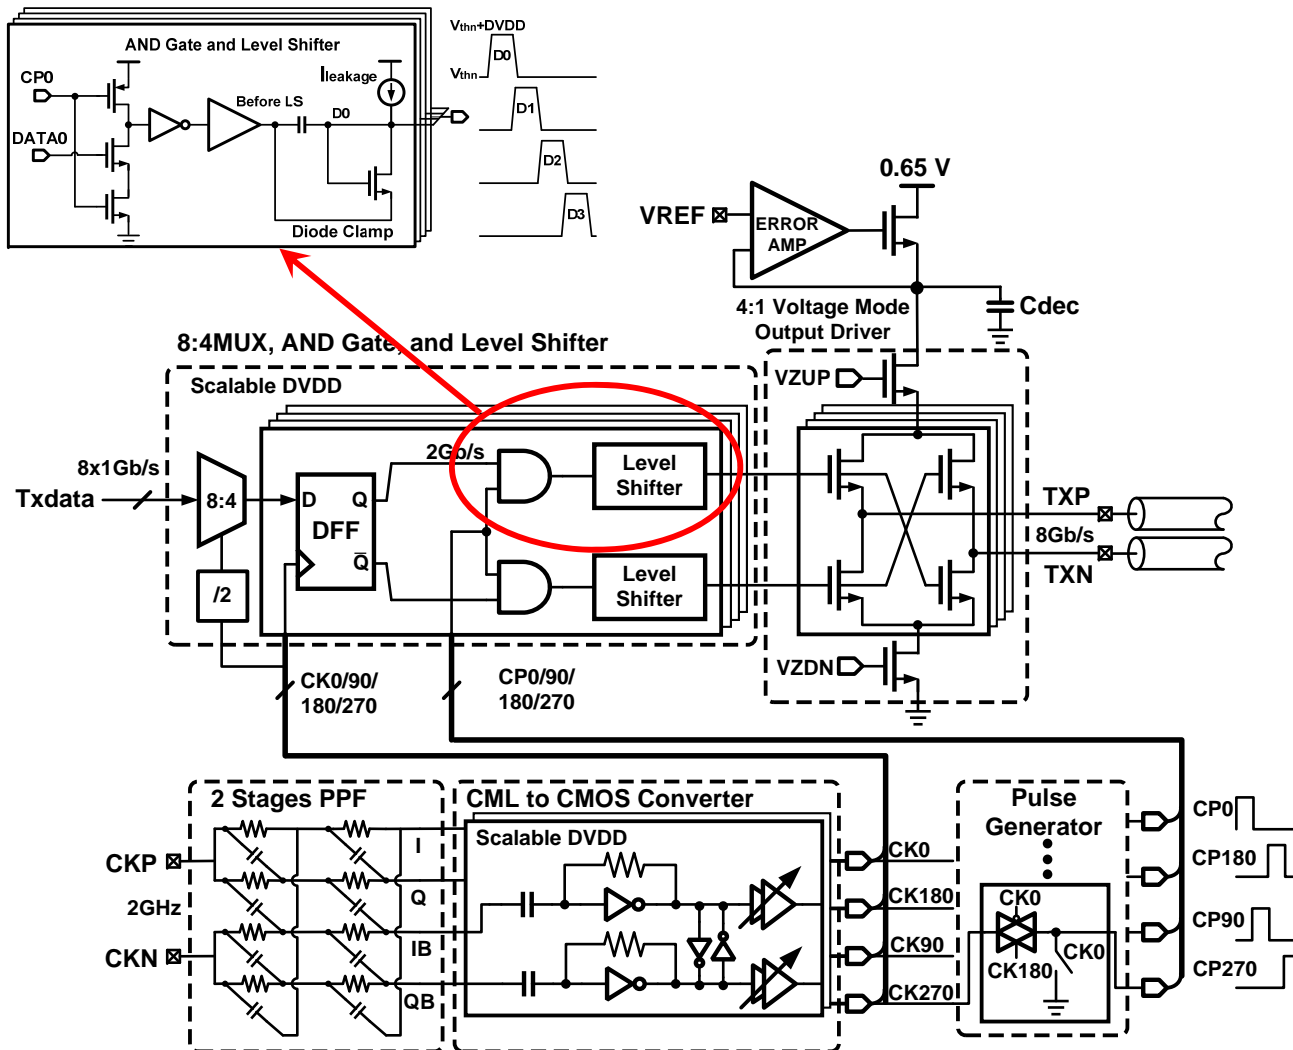 AND Gate and Level Shifter
CP0
DATA0
Before LS
Ileakage
D0
Diode Clamp
Vthn+DVDD
Vthn
D0
D1
D2
D3
0.65 V
VREF
ERROR
AMP
Cdec
4:1 Voltage Mode
Output Driver
8:4MUX, AND Gate, and Level Shifter
Scalable DVDD
8x1Gb/s
Txdata
8:4
/2
D
Q
DFF
Q̅
2Gb/s
Level
Shifter
Level
Shifter
VZUP
VZDN
TXP
8Gb/s
TXN
CK0/90/
180/270
CP0/90/
180/270
2 Stages PPF
CKP
2GHz
CKN
I
Q
IB
QB
CML to CMOS Converter
Scalable DVDD
CK0
CK180
CK90
CK270
Pulse
Generator
CK0
CK180
CK0
CP0
CP180
CP90
CP270